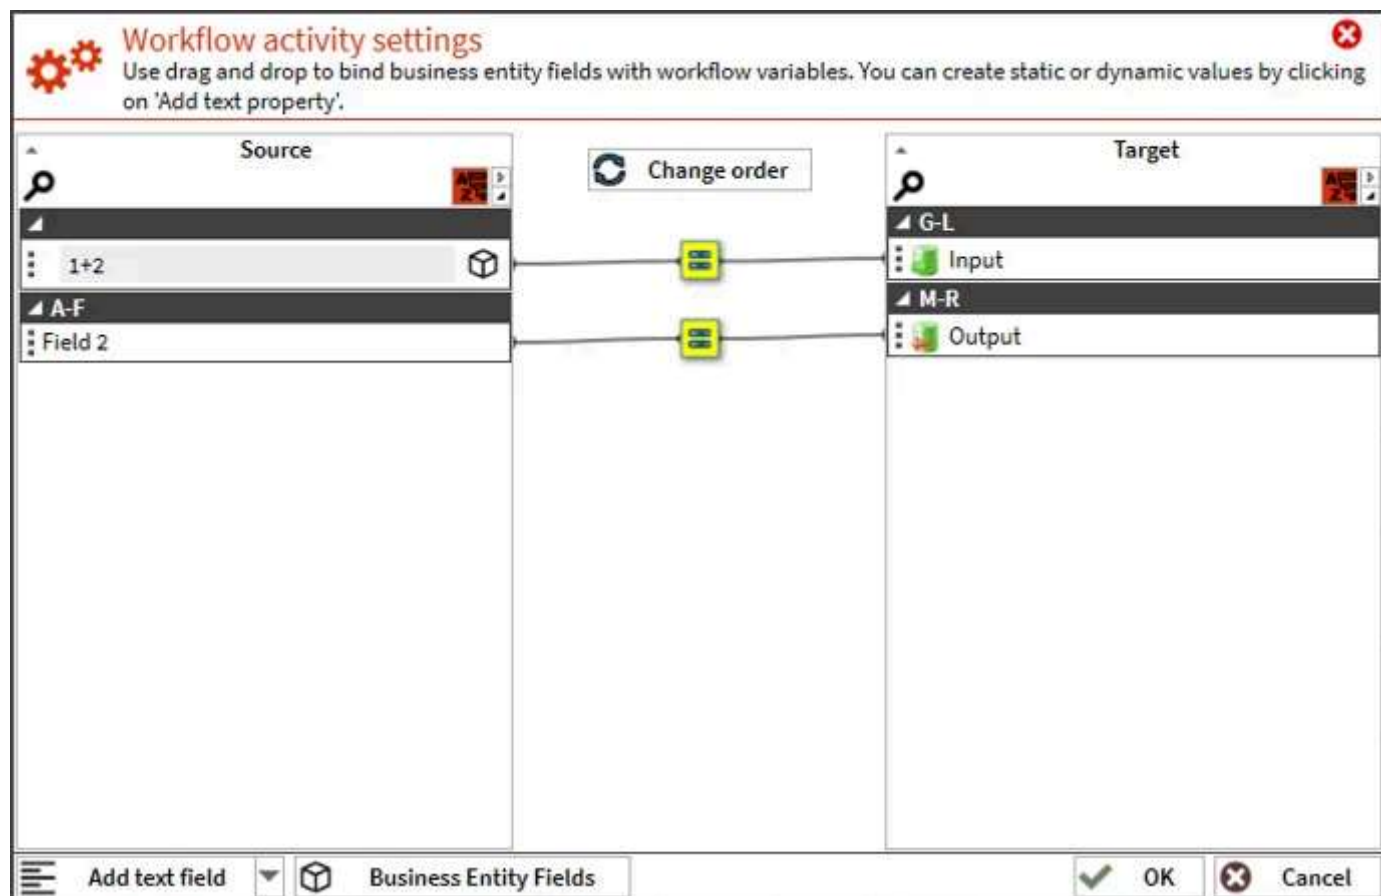 Workflow activity settings
Use drag and drop to bind business entity fields with workflow variables. You can create static or dynamic values by clicking
on 'Add text property'.
Source
Change order
Target
A Z
A Z
G-L
1+2
Input
A-F
M-R
Field 2
Output
Add text field
Business Entity Fields
OK
Cancel